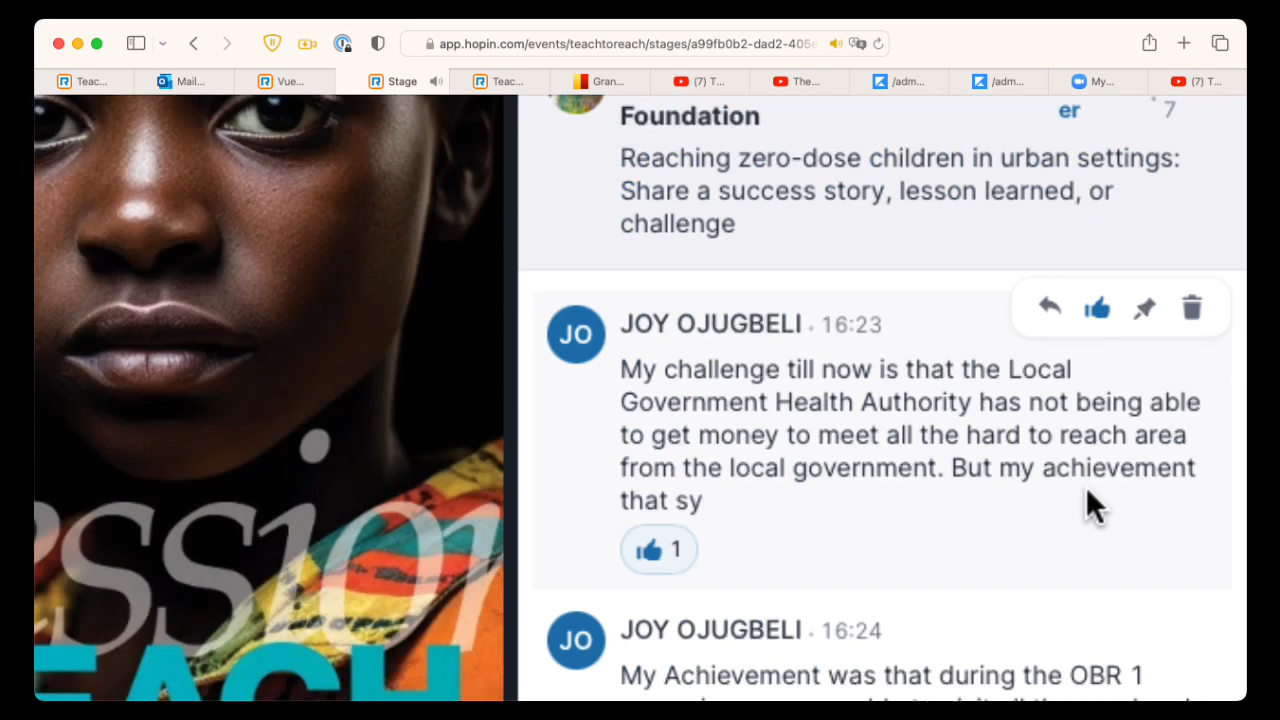 app.hopin.com/events/teachtoreach/stages/a99fb0b2-dad2-405e
Teac... Mail... Vue... Stage Teac... Gran... (7) T... The... /adm... /adm... My... (7) T...
Foundation
er
7
Reaching zero-dose children in urban settings:
Share a success story, lesson learned, or
challenge
JO
JOY OJUGBELI · 16:23
My challenge till now is that the Local
Government Health Authority has not being able
to get money to meet all the hard to reach area
from the local government. But my achievement
that sy
1
JO
JOY OJUGBELI · 16:24
My Achievement was that during the OBR 1
ssion
EACH